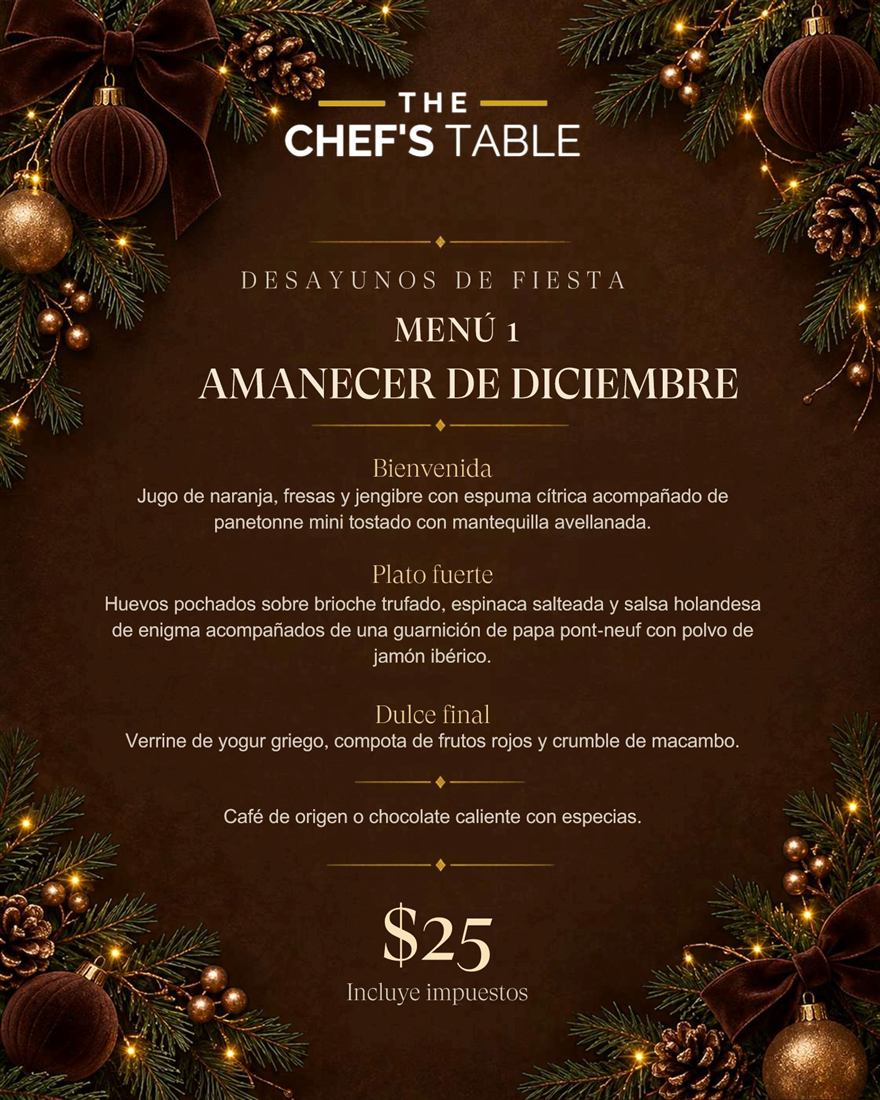 THE
CHEF'S TABLE
DESAYUNOS DE FIESTA
MENÚ 1
AMANECER DE DICIEMBRE
Bienvenida
Jugo de naranja, fresas y jengibre con espuma cítrica acompañado de
panetonne mini tostado con mantequilla avellanada.
Plato fuerte
Huevos pochados sobre brioche trufado, espinaca salteada y salsa holandesa
de enigma acompañados de una guarnición de papa pont-neuf con polvo de
jamón ibérico.
Dulce final
Verrine de yogur griego, compota de frutos rojos y crumble de macambo.
Café de origen o chocolate caliente con especias.
$25
Incluye impuestos